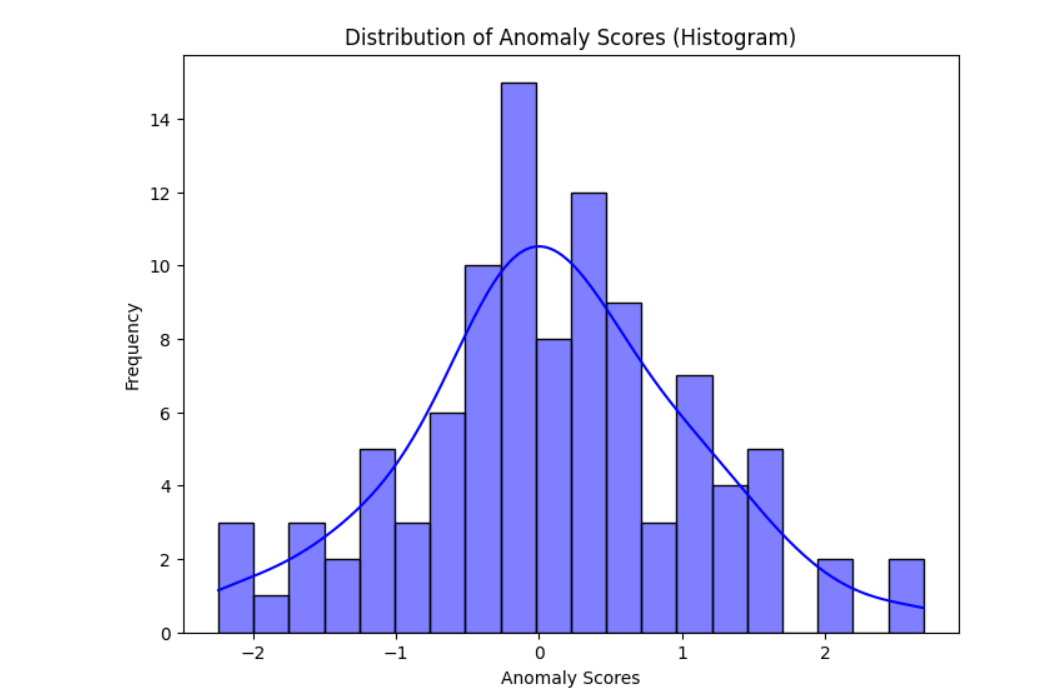 Distribution of Anomaly Scores (Histogram)
14
12
10
8
6
4
2
0
Frequency
−2 −1 0 1 2
Anomaly Scores